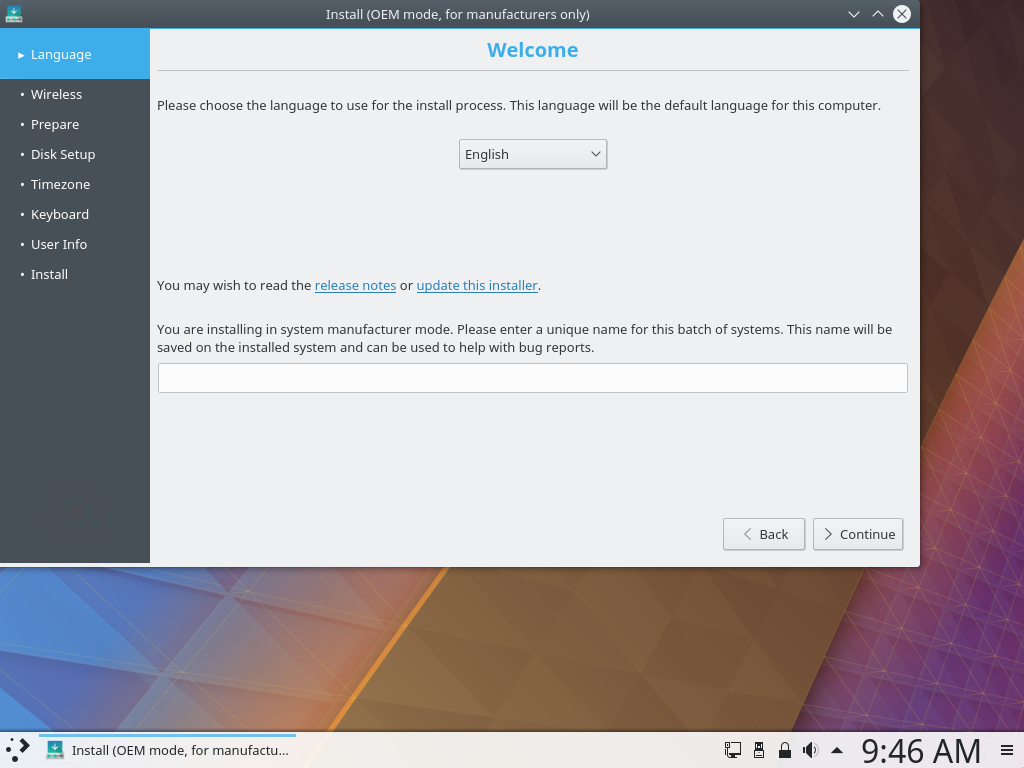 Install (OEM mode, for manufacturers only)
Language
Wireless
Prepare
Disk Setup
Timezone
Keyboard
User Info
Install
Welcome
Please choose the language to use for the install process. This language will be the default language for this computer.
English
You may wish to read the release notes or update this installer.
You are installing in system manufacturer mode. Please enter a unique name for this batch of systems. This name will be
saved on the installed system and can be used to help with bug reports.
Back
Continue
Install (OEM mode, for manufactu...
9:46 AM